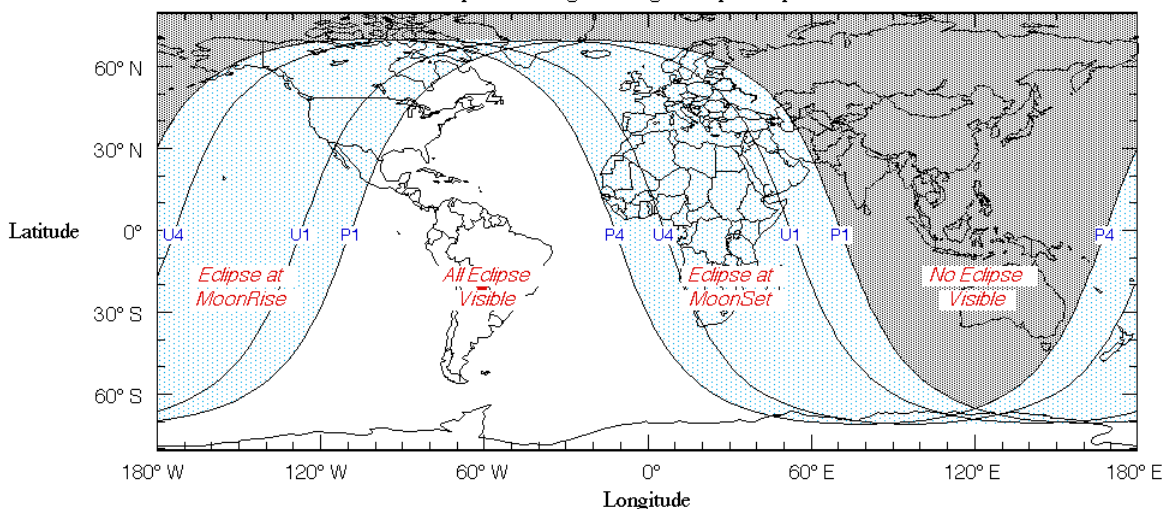 60° N
30° N
Latitude
0°
30° S
60° S
U4 U1 P1 P4 U4 U1 P1 P4
Eclipse at
MoonRise
All Eclipse
Visible
Eclipse at
MoonSet
No Eclipse
Visible
180° W 120° W 60° W 0° 60° E 120° E 180° E
Longitude